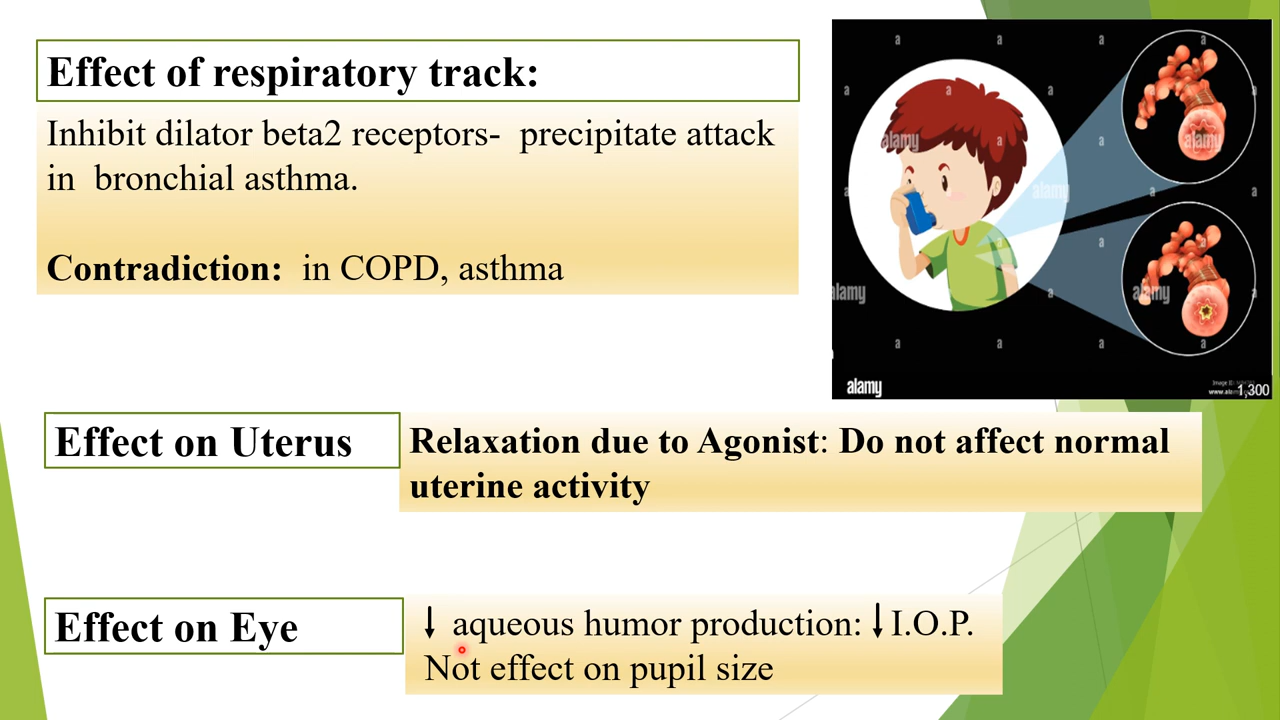 Effect of respiratory track:
Inhibit dilator beta2 receptors- precipitate attack
in bronchial asthma.
Contradiction: in COPD, asthma
alamy
a
1,300
Effect on Uterus
Relaxation due to Agonist: Do not affect normal
uterine activity
Effect on Eye
↓ aqueous humor production: ↓ I.O.P.
Not effect on pupil size